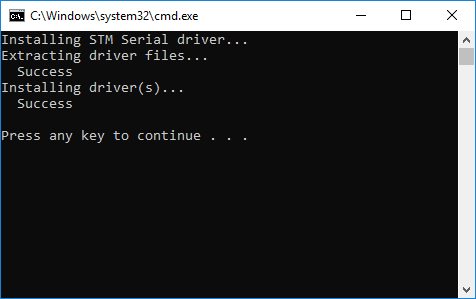 C:\Windows\system32\cmd.exe
Installing STM Serial driver...
Extracting driver files...
Success
Installing driver(s)...
Success
Press any key to continue . . .